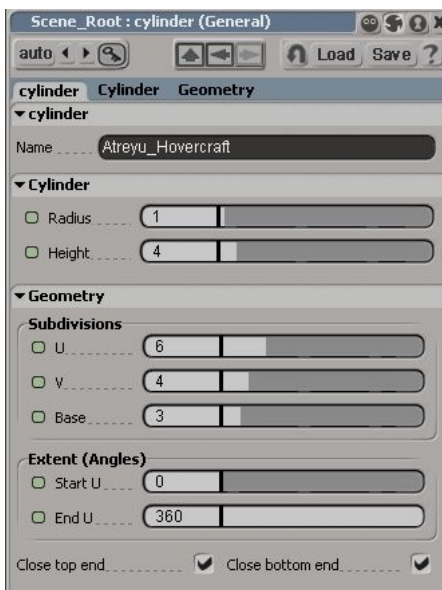 Scene_Root : cylinder (General)
auto Load Save ?
cylinder Cylinder Geometry
cylinder
Name Atreyu_Hovercraft
Cylinder
Radius 1
Height 4
Geometry
Subdivisions
U 6
V 4
Base 3
Extent (Angles)
Start U 0
End U 360
Close top end Close bottom end